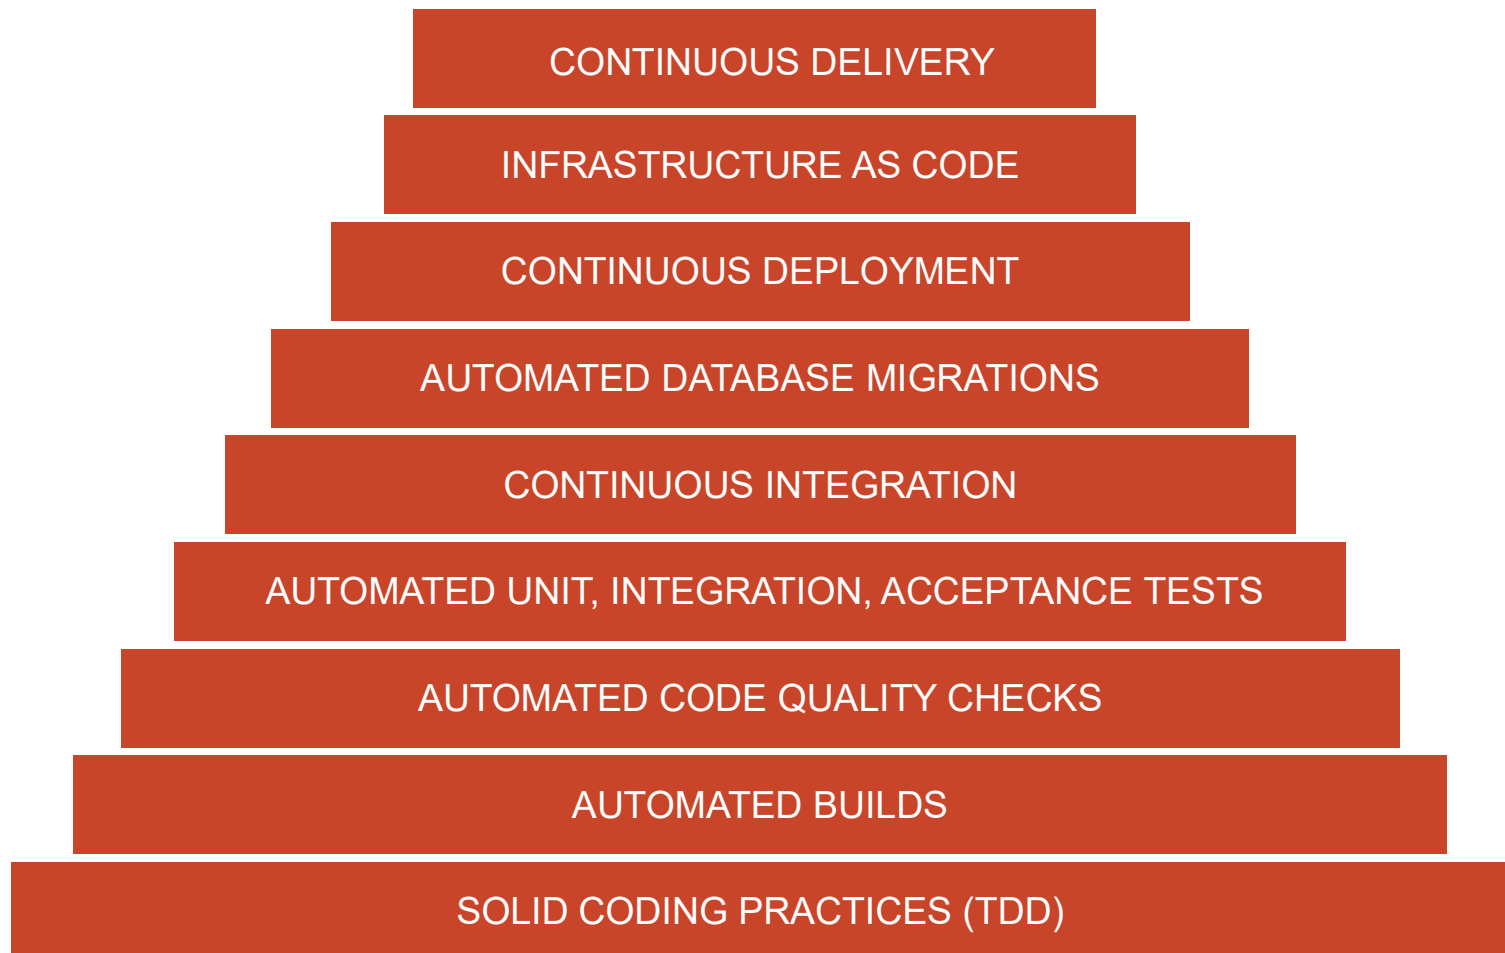 CONTINUOUS DELIVERY
INFRASTRUCTURE AS CODE
CONTINUOUS DEPLOYMENT
AUTOMATED DATABASE MIGRATIONS
CONTINUOUS INTEGRATION
AUTOMATED UNIT, INTEGRATION, ACCEPTANCE TESTS
AUTOMATED CODE QUALITY CHECKS
AUTOMATED BUILDS
SOLID CODING PRACTICES (TDD)